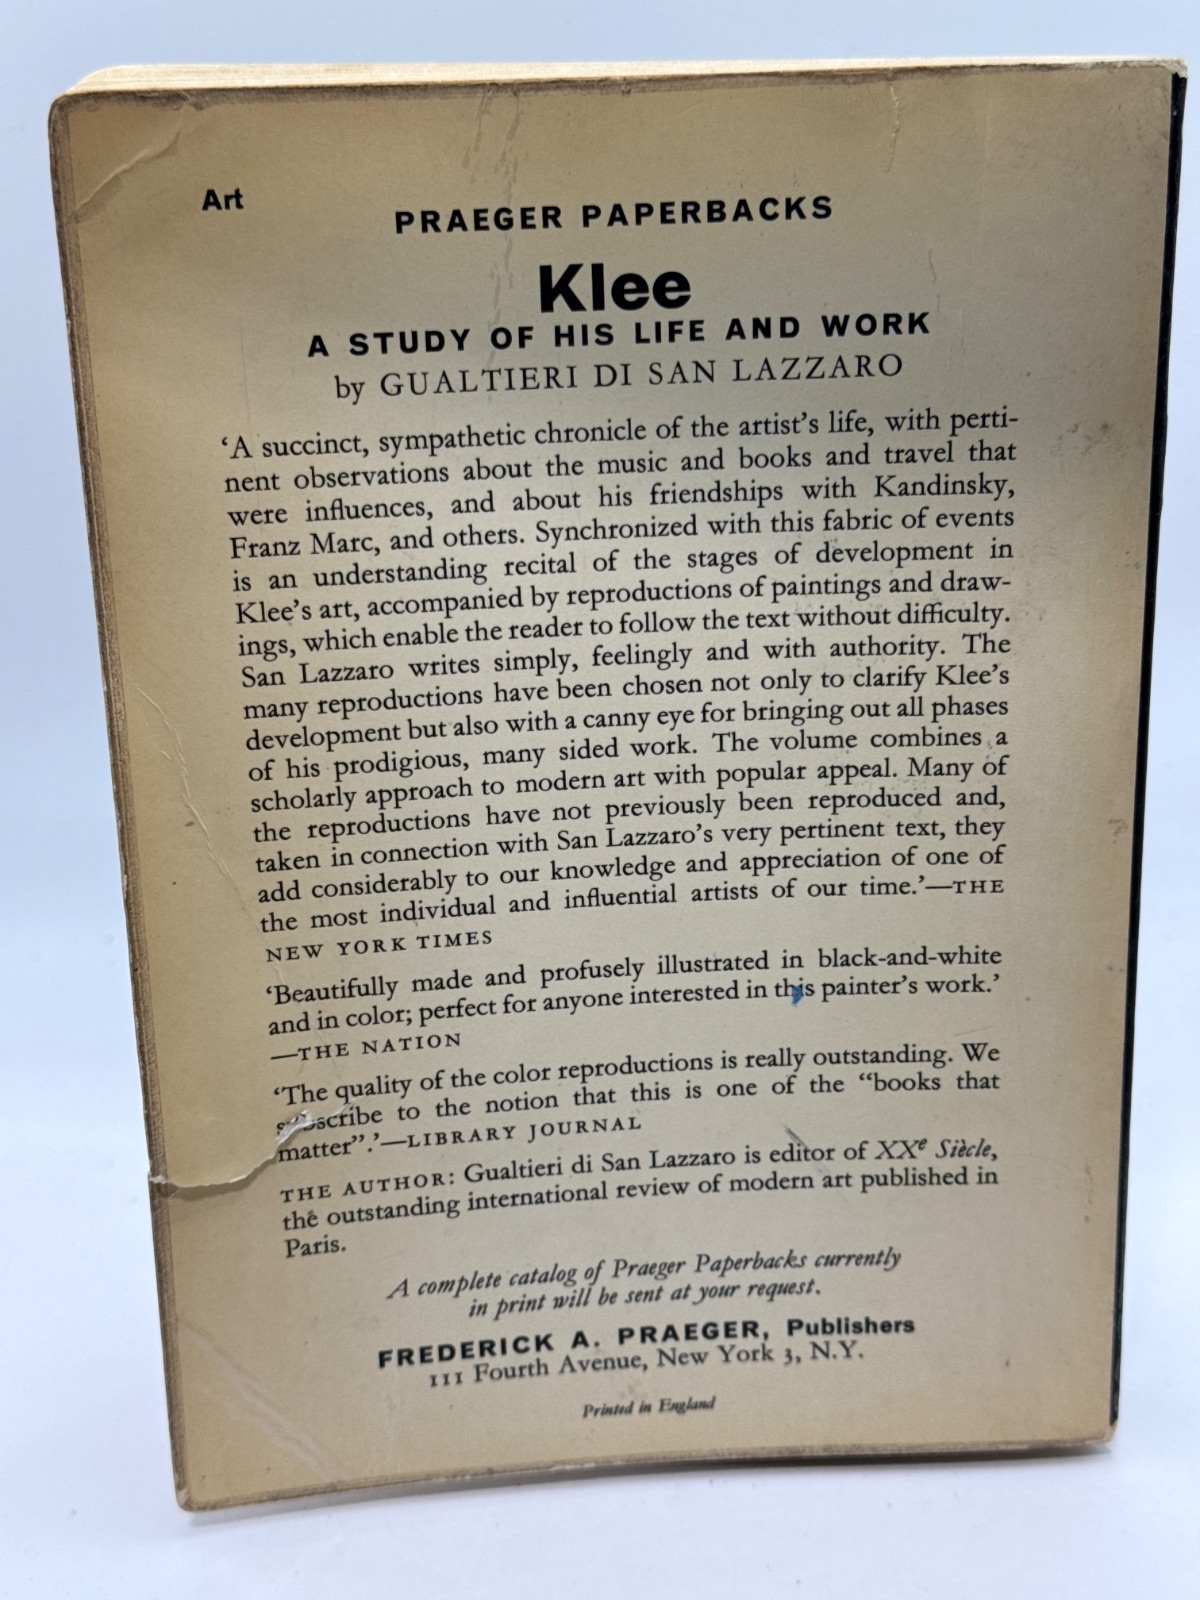 Art
PRAEGER PAPERBACKS
Klee
A STUDY OF HIS LIFE AND WORK
by GUALTIERI DI SAN LAZZARO
‘A succinct, sympathetic chronicle of the artist’s life, with perti-
nent observations about the music and books and travel that
were influences, and about his friendships with Kandinsky,
Franz Marc, and others. Synchronized with this fabric of events
is an understanding recital of the stages of development in
Klee’s art, accompanied by reproductions of paintings and draw-
ings, which enable the reader to follow the text without difficulty.
San Lazzaro writes simply, feelingly and with authority. The
many reproductions have been chosen not only to clarify Klee’s
development but also with a canny eye for bringing out all phases
of his prodigious, many sided work. The volume combines a
scholarly approach to modern art with popular appeal. Many of
the reproductions have not previously been reproduced and,
taken in connection with San Lazzaro’s very pertinent text, they
add considerably to our knowledge and appreciation of one of
the most individual and influential artists of our time.’—THE
NEW YORK TIMES
‘Beautifully made and profusely illustrated in black-and-white
and in color; perfect for anyone interested in this painter’s work.’
—THE NATION
‘The quality of the color reproductions is really outstanding. We
subscribe to the notion that this is one of the “books that
matter”.’—LIBRARY JOURNAL
THE AUTHOR: Gualtieri di San Lazzaro is editor of XXe Siècle,
the outstanding international review of modern art published in
Paris.
A complete catalog of Praeger Paperbacks currently
in print will be sent at your request.
FREDERICK A. PRAEGER, Publishers
111 Fourth Avenue, New York 3, N.Y.
Printed in England